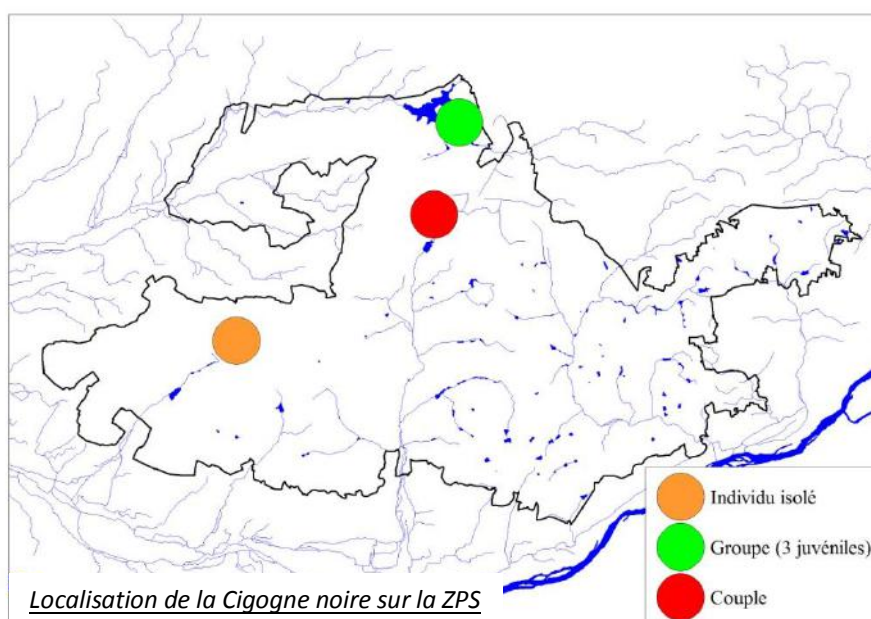 Individu isolé
Groupe (3 juvéniles)
Couple
Localisation de la Cigogne noire sur la ZPS